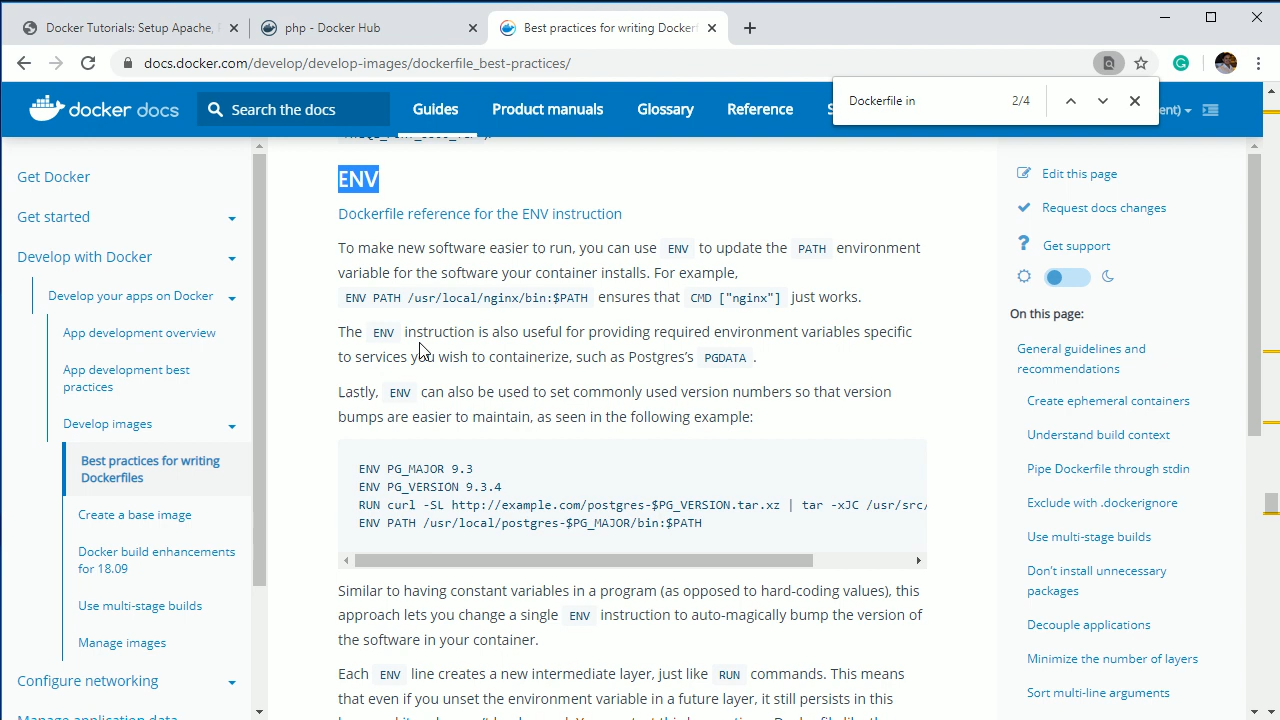 Docker Tutorials: Setup Apache,
php - Docker Hub
Best practices for writing Docker
docs.docker.com/develop/develop-images/dockerfile_best-practices/
Dockerfile in
2/4
docker docs
Search the docs
Guides
Product manuals
Glossary
Reference
S
ent)
Get Docker
Get started
Develop with Docker
Develop your apps on Docker
App development overview
App development best
practices
Develop images
Best practices for writing
Dockerfiles
Create a base image
Docker build enhancements
for 18.09
Use multi-stage builds
Manage images
Configure networking
Manage application data
ENV
Dockerfile reference for the ENV instruction
To make new software easier to run, you can use ENV to update the PATH environment
variable for the software your container installs. For example,
ENV PATH /usr/local/nginx/bin:$PATH ensures that CMD ["nginx"] just works.
The ENV instruction is also useful for providing required environment variables specific
to services you wish to containerize, such as Postgres’s PGDATA .
Lastly, ENV can also be used to set commonly used version numbers so that version
bumps are easier to maintain, as seen in the following example:
ENV PG_MAJOR 9.3
ENV PG_VERSION 9.3.4
RUN curl -SL http://example.com/postgres-$PG_VERSION.tar.xz | tar -xJC /usr/src/
ENV PATH /usr/local/postgres-$PG_MAJOR/bin:$PATH
Similar to having constant variables in a program (as opposed to hard-coding values), this
approach lets you change a single ENV instruction to auto-magically bump the version of
the software in your container.
Each ENV line creates a new intermediate layer, just like RUN commands. This means
that even if you unset the environment variable in a future layer, it still persists in this
Edit this page
Request docs changes
Get support
On this page:
General guidelines and
recommendations
Create ephemeral containers
Understand build context
Pipe Dockerfile through stdin
Exclude with .dockerignore
Use multi-stage builds
Don’t install unnecessary
packages
Decouple applications
Minimize the number of layers
Sort multi-line arguments